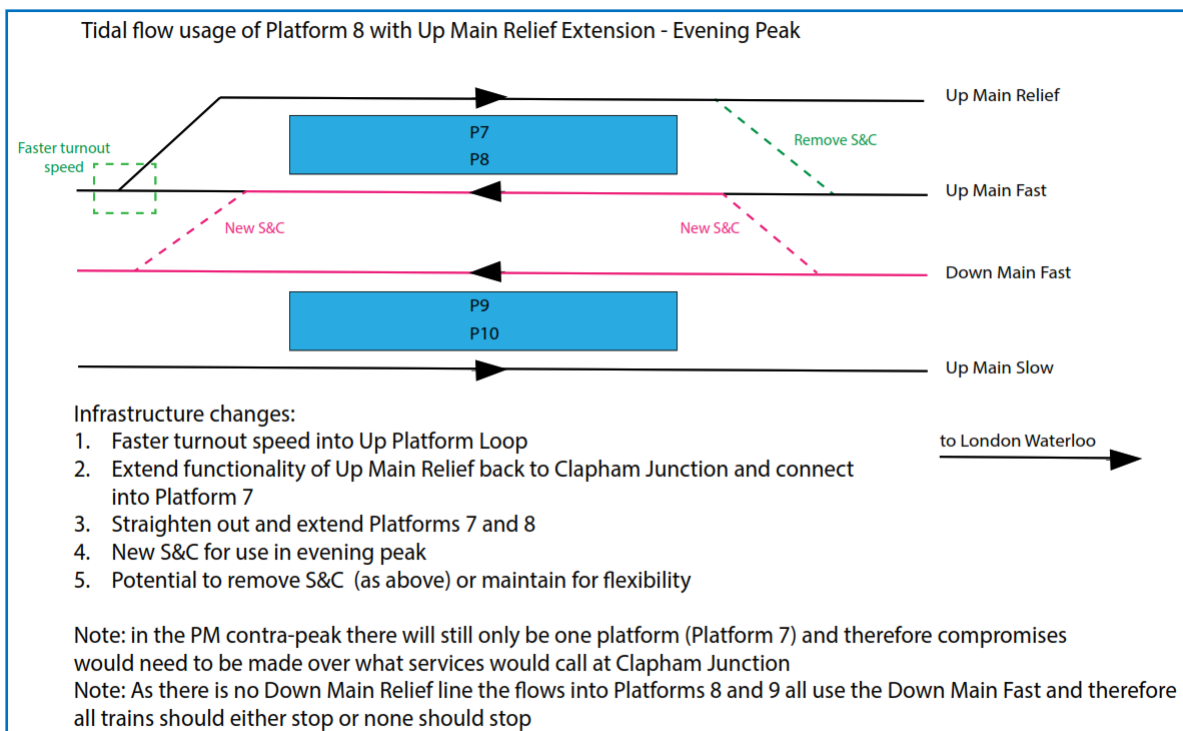 Tidal flow usage of Platform 8 with Up Main Relief Extension - Evening Peak
Up Main Relief
P7
Remove S&C
Faster turnout
speed
P8
Up Main Fast
New S&C
New S&C
Down Main Fast
P9
P10
Up Main Slow
Infrastructure changes:
to London Waterloo
1. Faster turnout speed into Up Platform Loop
2. Extend functionality of Up Main Relief back to Clapham Junction and connect
into Platform 7
3. Straighten out and extend Platforms 7 and 8
4. New S&C for use in evening peak
5. Potential to remove S&C (as above) or maintain for flexibility
Note: in the PM contra-peak there will still only be one platform (Platform 7) and therefore compromises
would need to be made over what services would call at Clapham Junction
Note: As there is no Down Main Relief line the flows into Platforms 8 and 9 all use the Down Main Fast and therefore
all trains should either stop or none should stop